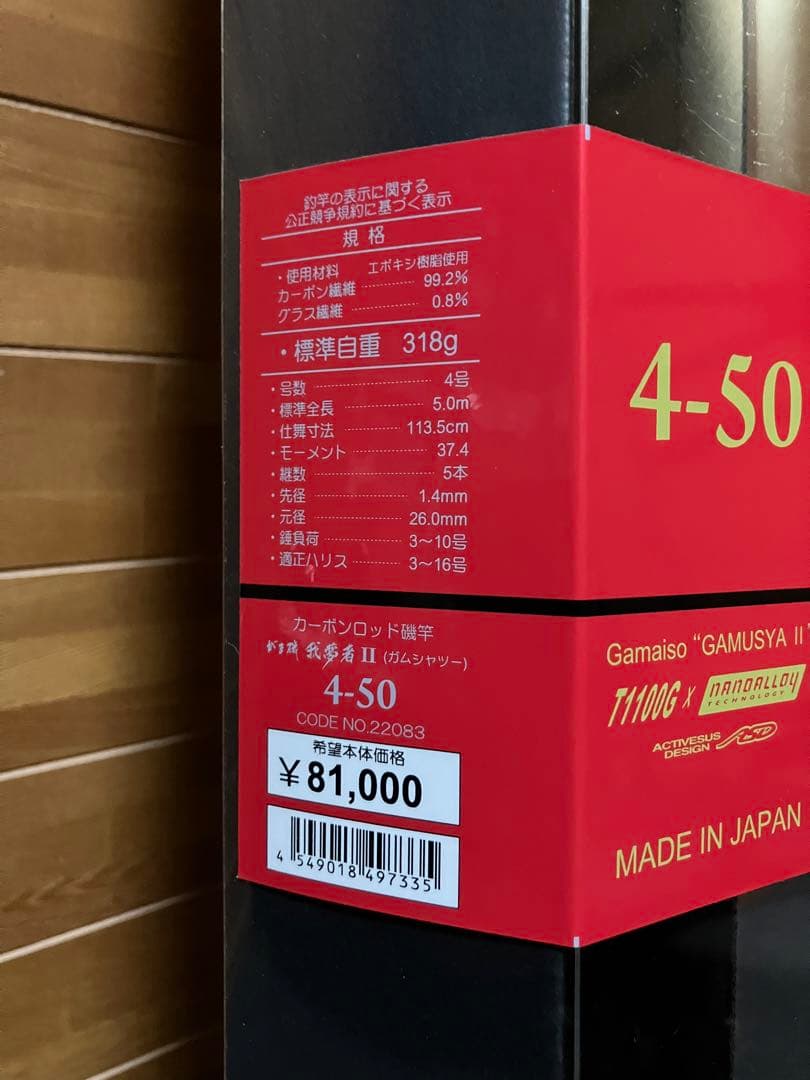 釣竿の表示に関する
公正競争規約に基づく表示
規格
・使用材料 エポキシ樹脂使用
カーボン繊維 99.2%
グラス繊維 0.8%
・標準自重 318g
・号数 4号
・標準全長 5.0m
・仕舞寸法 113.5cm
・モーメント 37.4
・継数 5本
・先径 1.4mm
・元径 26.0mm
・錘負荷 3〜10号
・適正ハリス 3〜16号
カーボンロッド磯竿
がま磯 我夢者II (ガムシャツー)
4-50
CODE NO.22083
希望本体価格
¥81,000
4 549018 497335
4-50
Gamaiso "GAMUSYA II"
T1100G x NANOALLOY
TECHNOLOGY
ACTIVESUS
DESIGN
MADE IN JAPAN